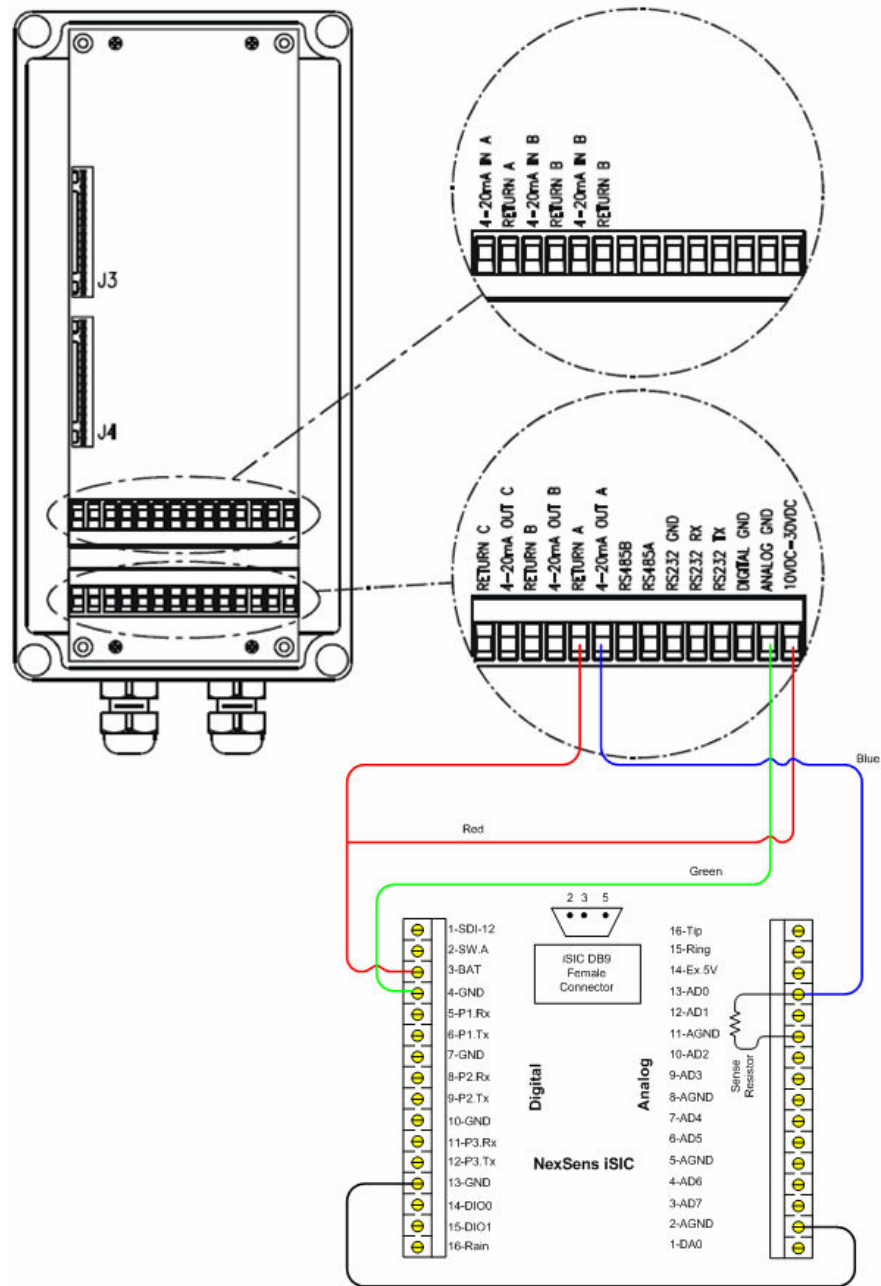 J3
J4
4-20mA IN A
RETURN A
4-20mA IN B
RETURN B
4-20mA IN B
RETURN B
RETURN C
4-20mA OUT C
RETURN B
4-20mA OUT B
RETURN A
4-20mA OUT A
RS485B
RS485A
RS232 GND
RS232 RX
RS232 TX
DIGITAL GND
ANALOG GND
10VDC-30VDC
Blue
Red
Green
2 3 5
iSIC DB9
Female
Connector
1-SDI-12
2-SW.A
3-BAT
4-GND
5-P1.Rx
6-P1.Tx
7-GND
8-P2.Rx
9-P2.Tx
10-GND
11-P3.Rx
12-P3.Tx
13-GND
14-DIO0
15-DIO1
16-Rain
Digital
Analog
NexSens iSIC
16-Tip
15-Ring
14-Ex.5V
13-AD0
12-AD1
11-AGND
10-AD2
9-AD3
8-AGND
7-AD4
6-AD5
5-AGND
4-AD6
3-AD7
2-AGND
1-DA0
Sense
Resistor